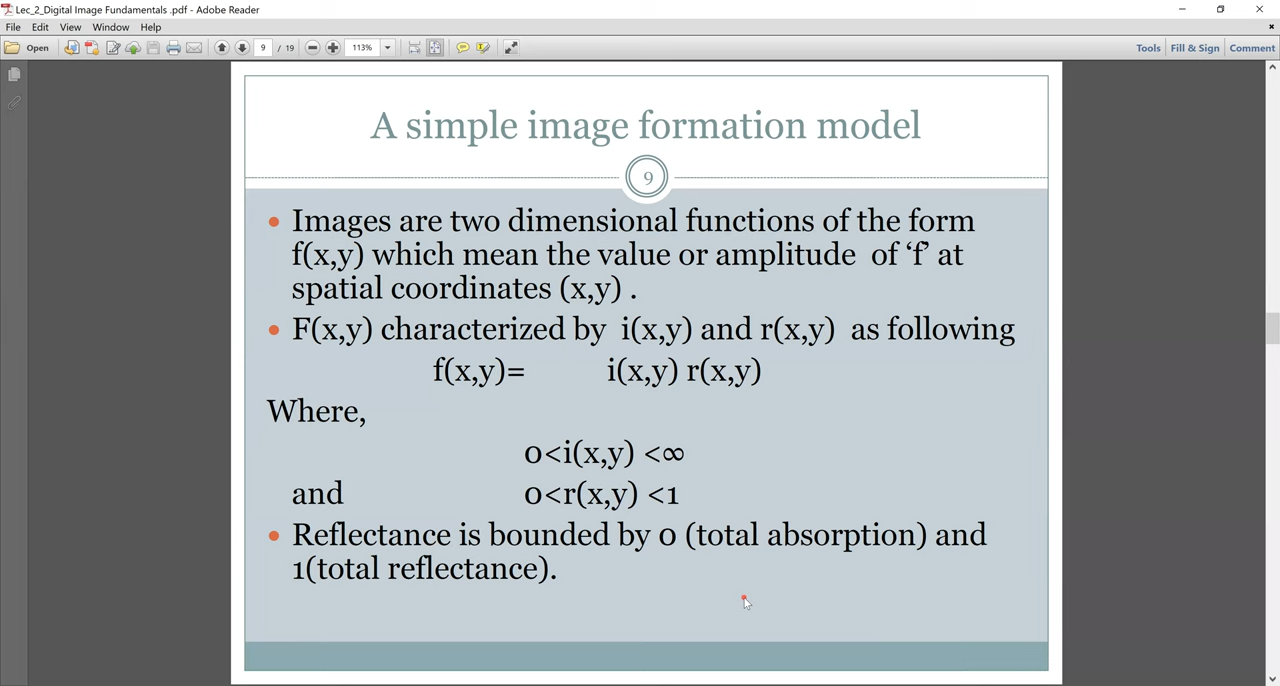 Lec_2_Digital Image Fundamentals .pdf - Adobe Reader
File Edit View Window Help
Open 9 / 19 113% Tools Fill & Sign Comment
A simple image formation model
9
• Images are two dimensional functions of the form
f(x,y) which mean the value or amplitude of ‘f’ at
spatial coordinates (x,y) .
• F(x,y) characterized by i(x,y) and r(x,y) as following
f(x,y)= i(x,y) r(x,y)
Where,
0<i(x,y) <∞
and 0<r(x,y) <1
• Reflectance is bounded by 0 (total absorption) and
1(total reflectance).